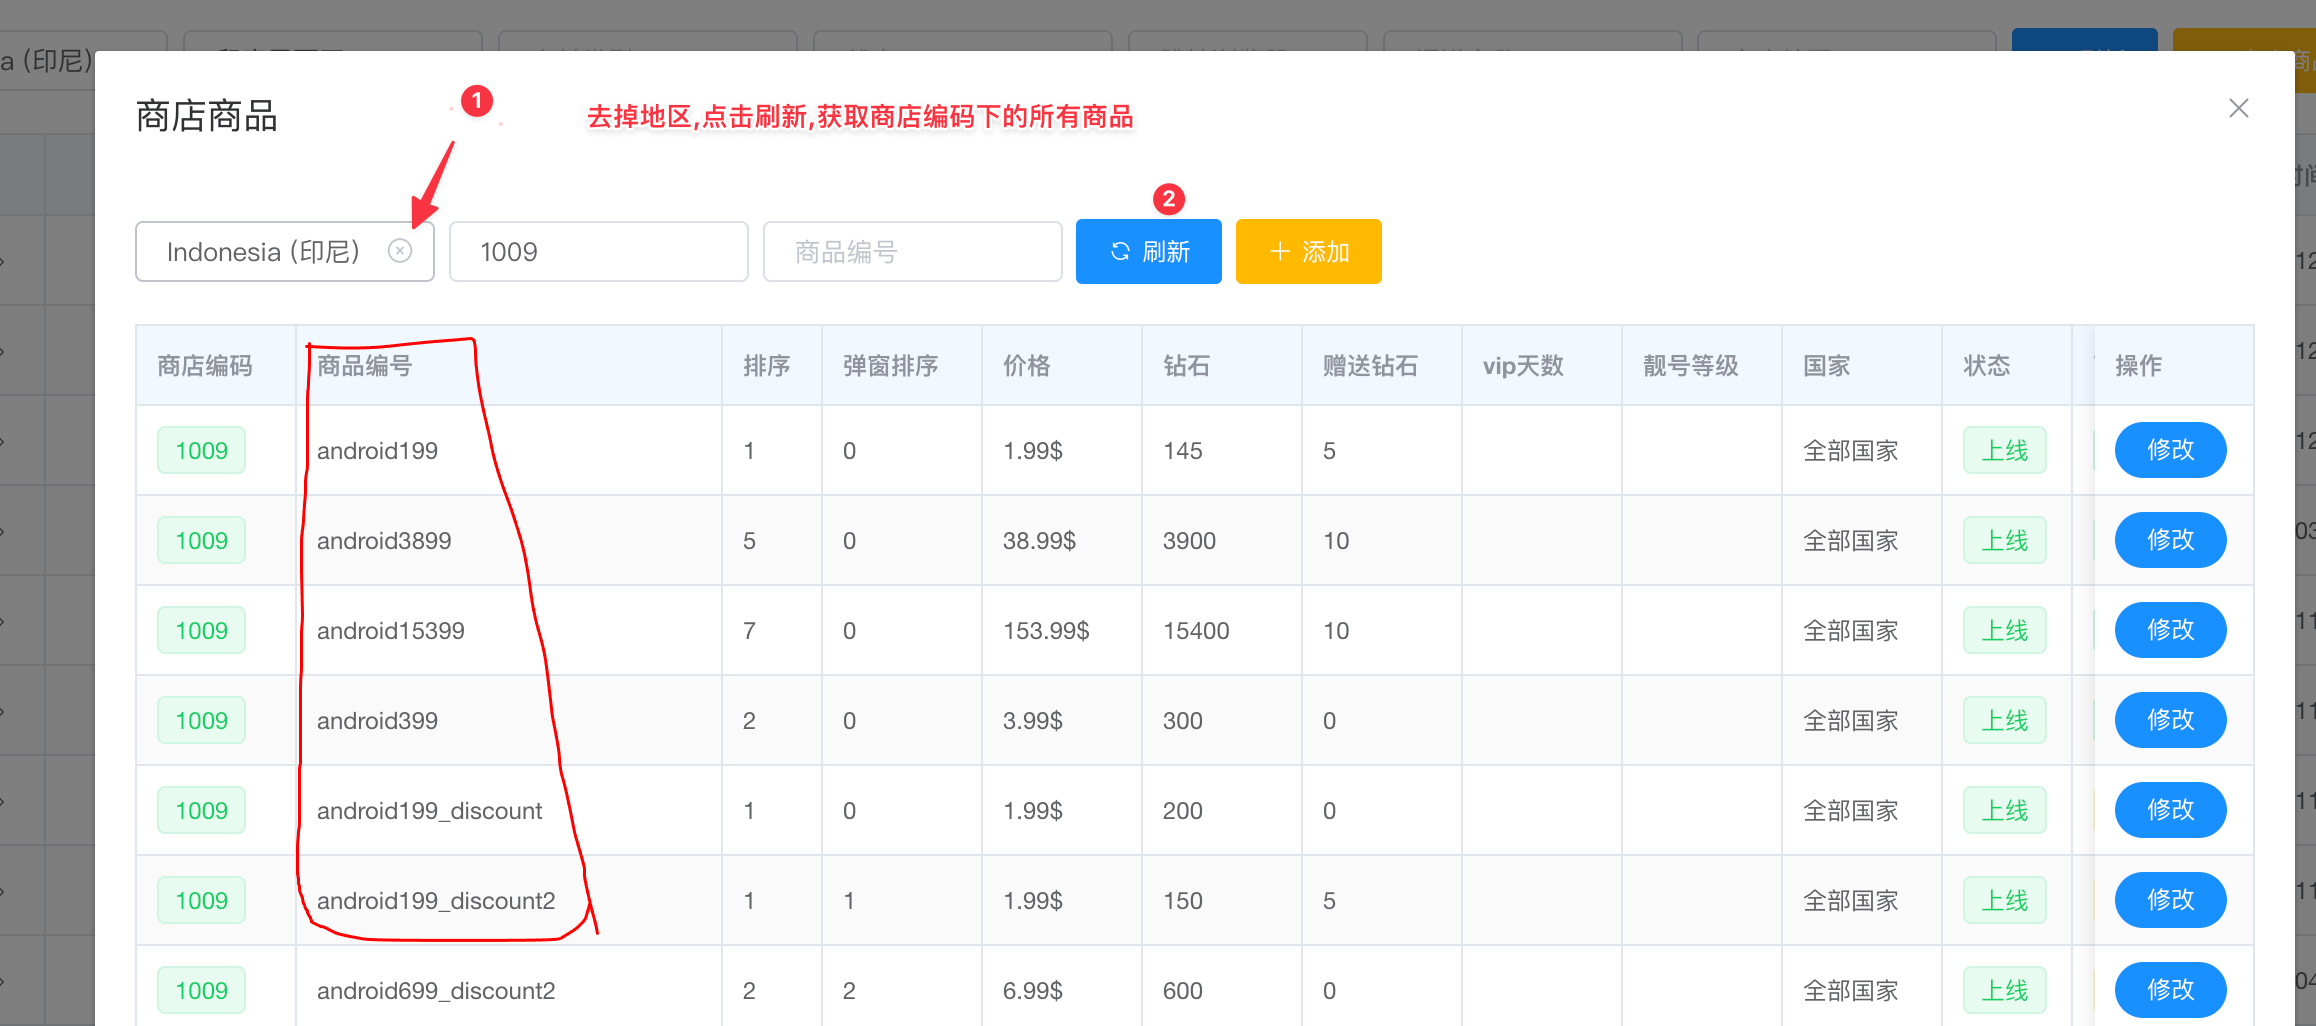 a (印尼)
商店商品
1
去掉地区,点击刷新,获取商店编码下的所有商品
2
Indonesia (印尼)
1009
商品编号
刷新
添加
商店编码 商品编号 排序 弹窗排序 价格 钻石 赠送钻石 vip天数 靓号等级 国家 状态 操作
1009 android199 1 0 1.99$ 145 5 全部国家 上线 修改
1009 android3899 5 0 38.99$ 3900 10 全部国家 上线 修改
1009 android15399 7 0 153.99$ 15400 10 全部国家 上线 修改
1009 android399 2 0 3.99$ 300 0 全部国家 上线 修改
1009 android199_discount 1 0 1.99$ 200 0 全部国家 上线 修改
1009 android199_discount2 1 1 1.99$ 150 5 全部国家 上线 修改
1009 android699_discount2 2 2 6.99$ 600 0 全部国家 上线 修改